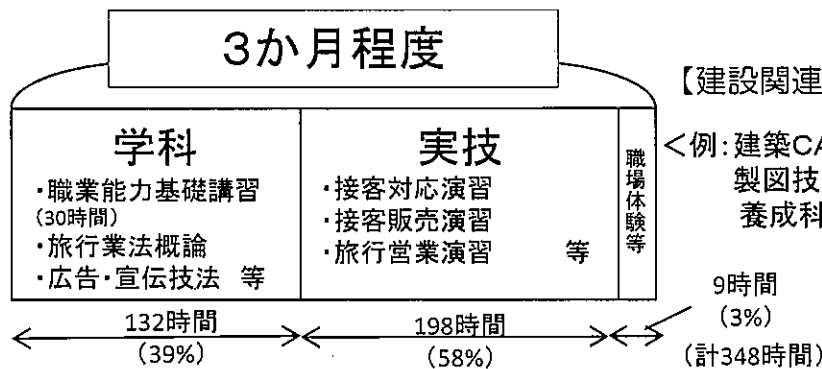 3か月程度
【建設関連
学科
・職業能力基礎講習
(30時間)
・旅行業法概論
・広告・宣伝技法 等
実技
・接客対応演習
・接客販売演習
・旅行営業演習 等
職場体験等
<例:建築CA
製図技
養成科
132時間
(39%)
198時間
(58%)
9時間
(3%)
(計348時間)